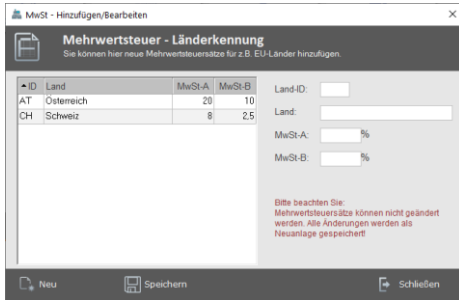 MwSt - Hinzufügen/Bearbeiten
Mehrwertsteuer - Länderkennung
Sie können hier neue Mehrwertsteuersätze für z.B. EU-Länder hinzufügen.
ID Land MwSt-A MwSt-B
AT Österreich 20 10
CH Schweiz 8 2,5
Land-ID:
Land:
MwSt-A: %
MwSt-B: %
Bitte beachten Sie:
Mehrwertsteuersätze können nicht geändert
werden. Alle Änderungen werden als
Neuanlage gespeichert!
Neu Speichern Schließen